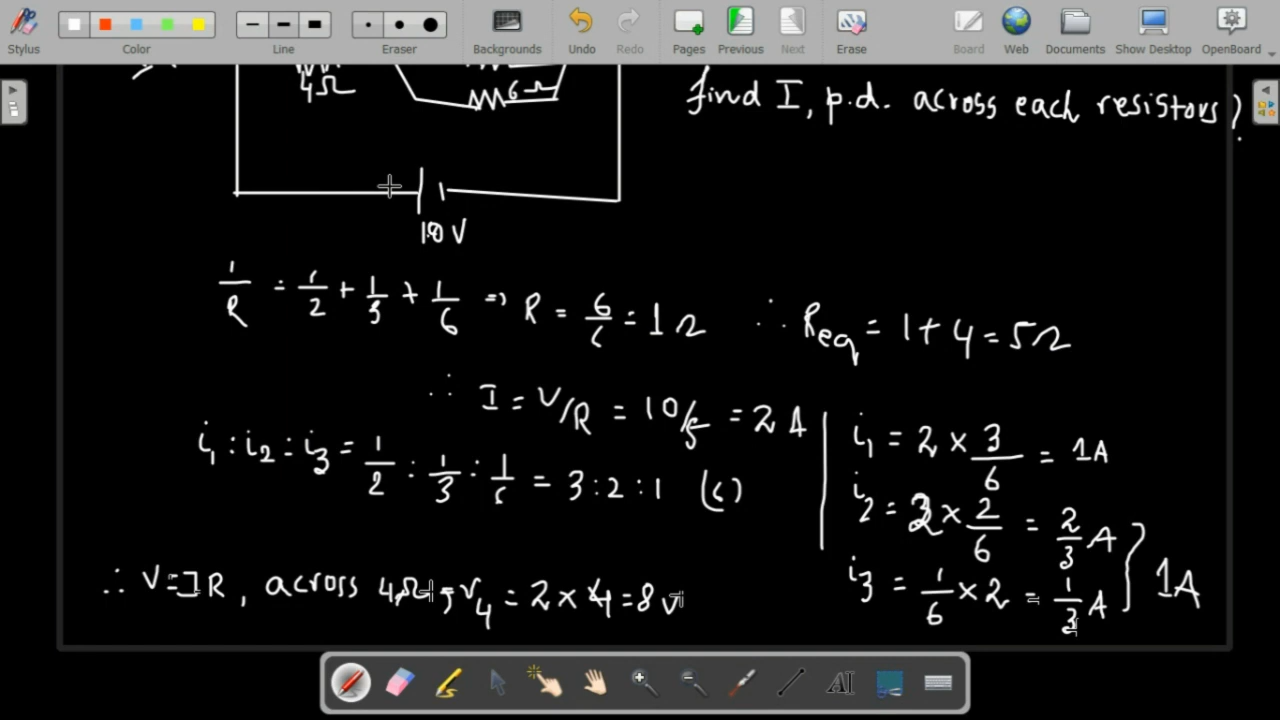 Stylus
Color
Line
Eraser
Backgrounds
Undo
Redo
Pages
Previous
Next
Erase
Board
Web
Documents
Show Desktop
OpenBoard
4Ω
6Ω
find I, p.d. across each resistors?
10 V
1/R = 1/2 + 1/3 + 1/6 => R = 6/6 = 1Ω ∴ Req = 1 + 4 = 5Ω
∴ I = V/R = 10/5 = 2 A
i1 : i2 : i3 = 1/2 : 1/3 : 1/6 = 3 : 2 : 1 (6)
i1 = 2 × 3/6 = 1A
i2 = 2 × 2/6 = 2/3 A
i3 = 1/6 × 2 = 1/3 A } 1A
∴ V = IR, across 4Ω, V4 = 2 × 4 = 8 V